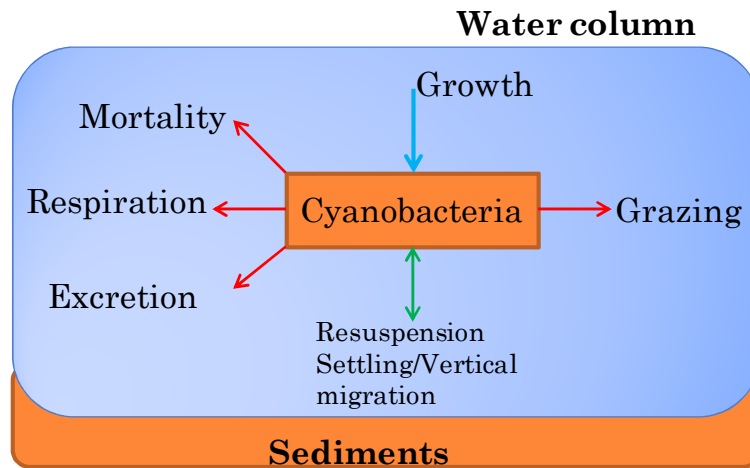 Water column
Growth
Mortality
Respiration
Cyanobacteria
Grazing
Excretion
Resuspension
Settling/Vertical
migration
Sediments